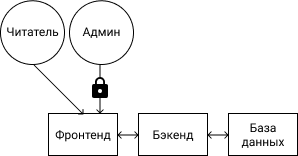 Читатель
Админ
Фронтенд
Бэкенд
База
данных